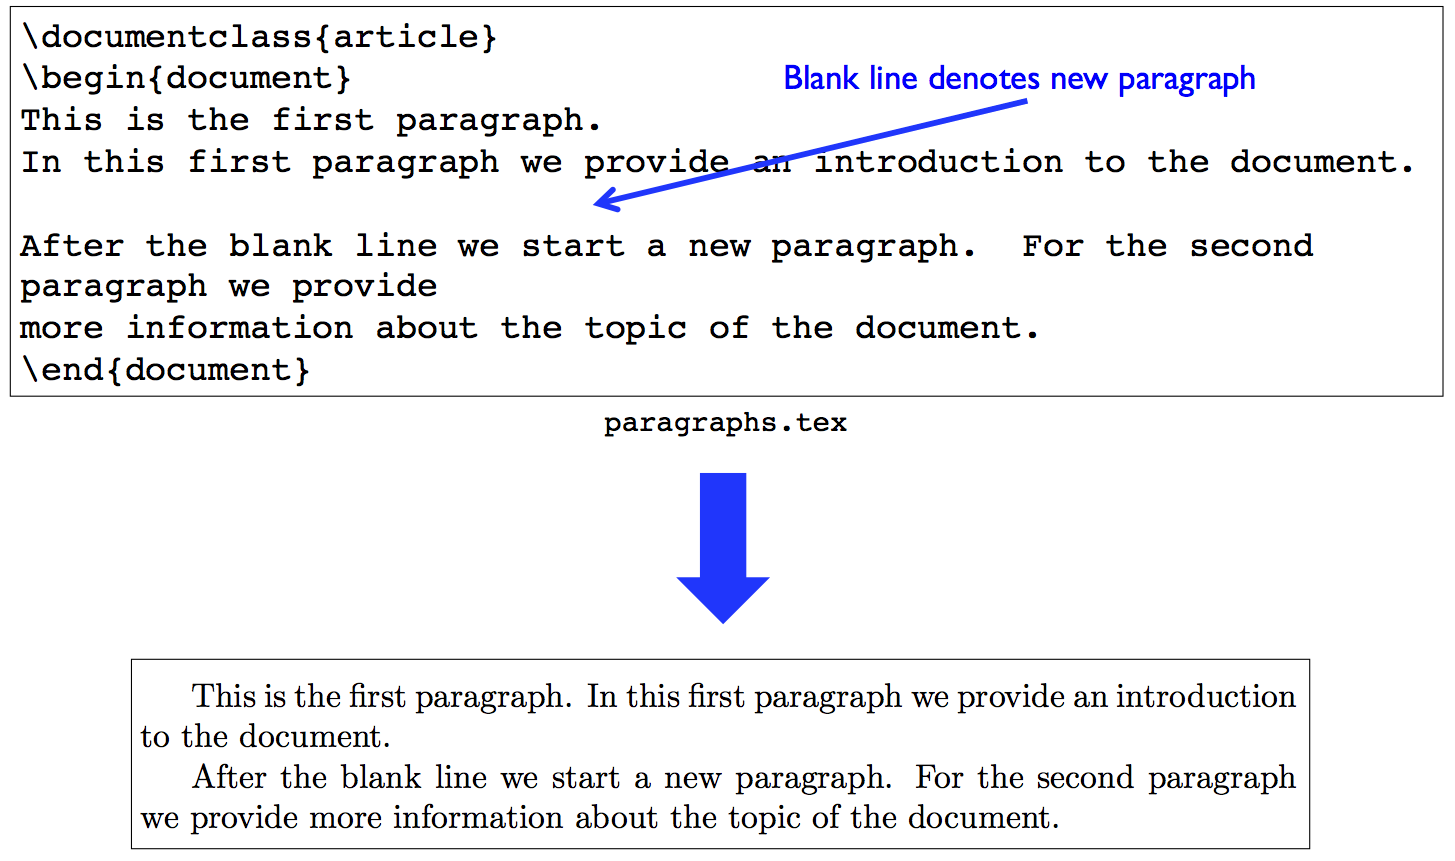 \documentclass{article}
\begin{document}
Blank line denotes new paragraph
This is the first paragraph.
In this first paragraph we provide an introduction to the document.
After the blank line we start a new paragraph.  For the second
paragraph we provide
more information about the topic of the document.
\end{document}
paragraphs.tex
This is the first paragraph. In this first paragraph we provide an introduction
to the document.
After the blank line we start a new paragraph. For the second paragraph
we provide more information about the topic of the document.